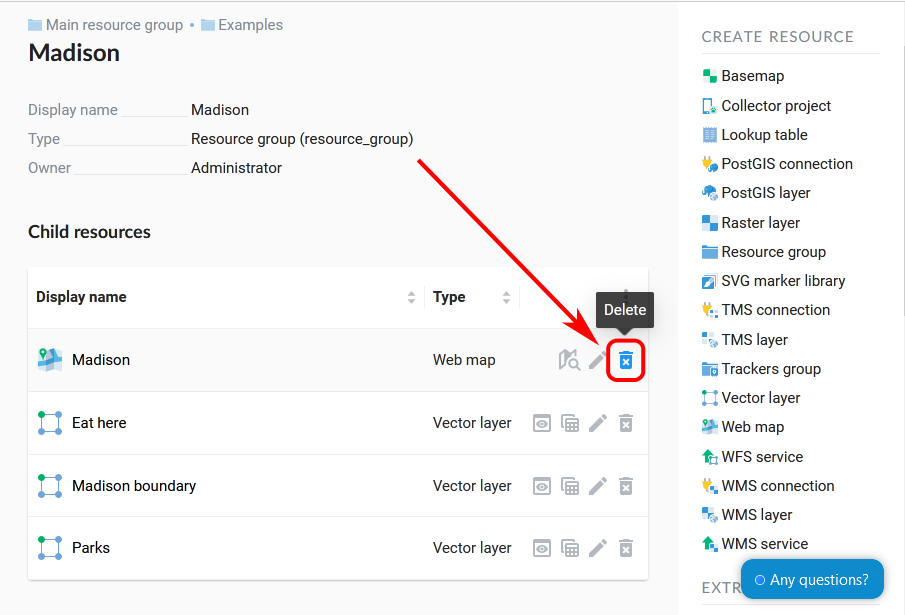 Main resource group • Examples
Madison
Display name Madison
Type Resource group (resource_group)
Owner Administrator
Child resources
Display name Type
Delete
Madison Web map
Eat here Vector layer
Madison boundary Vector layer
Parks Vector layer
CREATE RESOURCE
Basemap
Collector project
Lookup table
PostGIS connection
PostGIS layer
Raster layer
Resource group
SVG marker library
TMS connection
TMS layer
Trackers group
Vector layer
Web map
WFS service
WMS connection
WMS layer
WMS service
EXTR
Any questions?